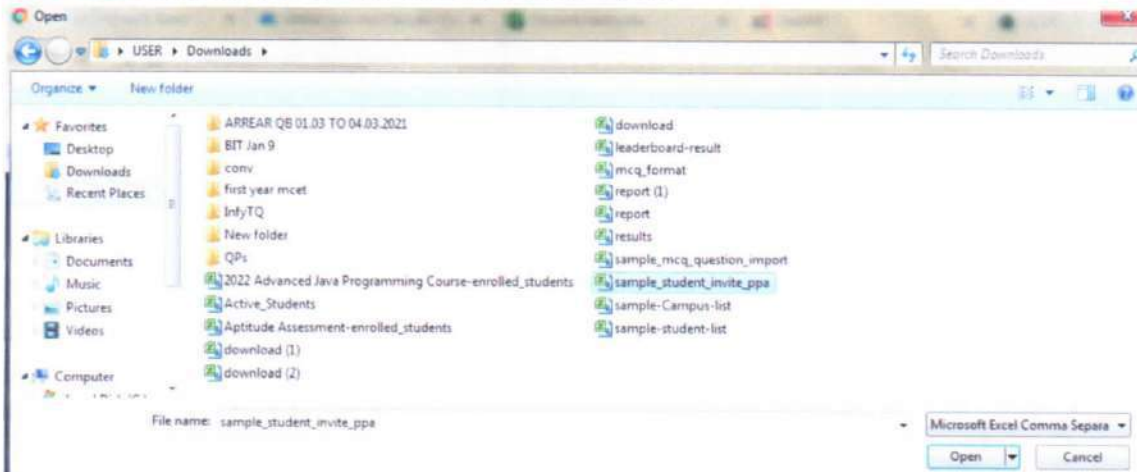 Open
USER ▸ Downloads ▸
Search Downloads
Organize ▾ New folder
Favorites
Desktop
Downloads
Recent Places
Libraries
Documents
Music
Pictures
Videos
Computer
ARREAR QB 01.03 TO 04.03.2021
BIT Jan 9
conv
first year mcet
InfyTQ
New folder
QPs
2022 Advanced Java Programming Course-enrolled_students
Active_Students
Aptitude Assessment-enrolled_students
download (1)
download (2)
download
leaderboard-result
mcq_format
report (1)
report
results
sample_mcq_question_import
sample_student_invite_ppa
sample-Campus-list
sample-student-list
File name: sample_student_invite_ppa
Microsoft Excel Comma Separa
Open
Cancel